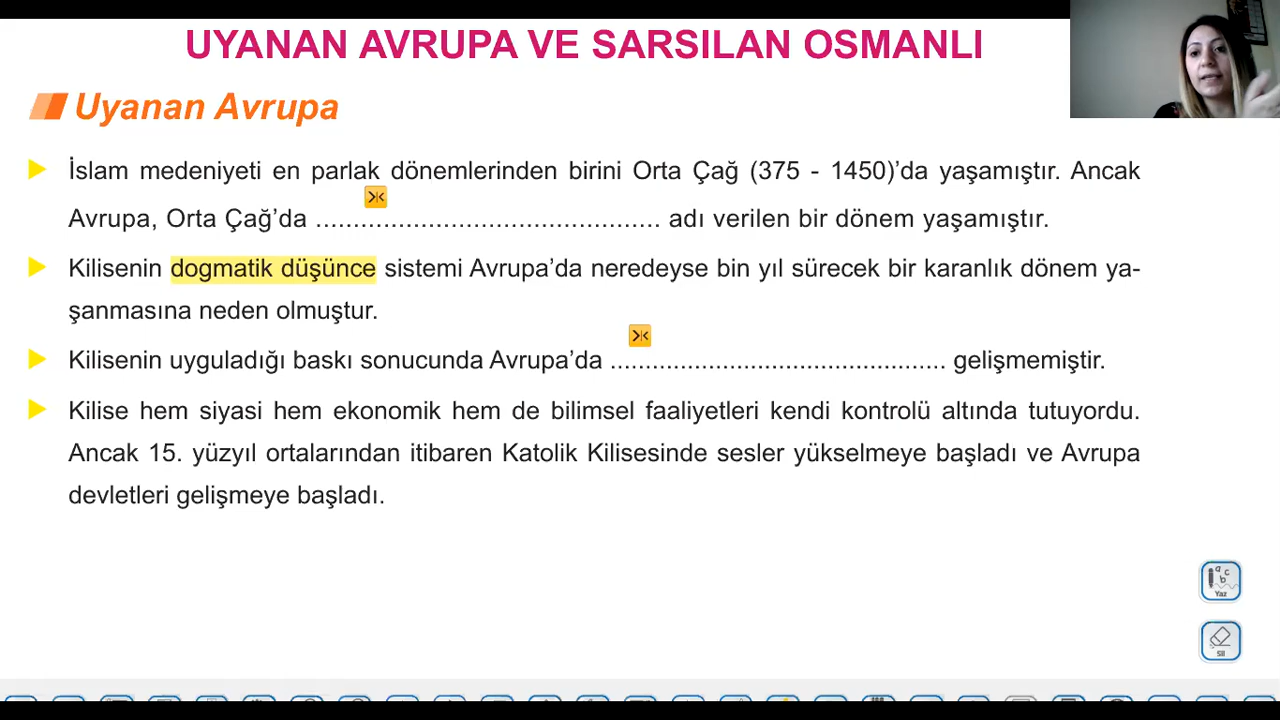 UYANAN AVRUPA VE SARSILAN OSMANLI
Uyanan Avrupa
İslam medeniyeti en parlak dönemlerinden birini Orta Çağ (375 - 1450)'da yaşamıştır. Ancak
Avrupa, Orta Çağ'da .............................................. adı verilen bir dönem yaşamıştır.
Kilisenin dogmatik düşünce sistemi Avrupa'da neredeyse bin yıl sürecek bir karanlık dönem ya-
şanmasına neden olmuştur.
Kilisenin uyguladığı baskı sonucunda Avrupa'da ................................................ gelişmemiştir.
Kilise hem siyasi hem ekonomik hem de bilimsel faaliyetleri kendi kontrolü altında tutuyordu.
Ancak 15. yüzyıl ortalarından itibaren Katolik Kilisesinde sesler yükselmeye başladı ve Avrupa
devletleri gelişmeye başladı.
a c
b
Yaz
Sil